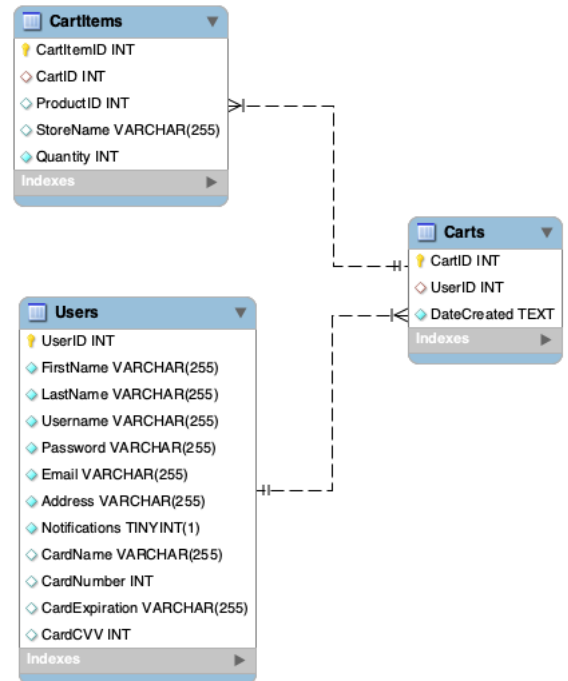 CartItems
CartItemID INT
CartID INT
ProductID INT
StoreName VARCHAR(255)
Quantity INT
Indexes
Carts
CartID INT
UserID INT
DateCreated TEXT
Indexes
Users
UserID INT
FirstName VARCHAR(255)
LastName VARCHAR(255)
Username VARCHAR(255)
Password VARCHAR(255)
Email VARCHAR(255)
Address VARCHAR(255)
Notifications TINYINT(1)
CardName VARCHAR(255)
CardNumber INT
CardExpiration VARCHAR(255)
CardCVV INT
Indexes